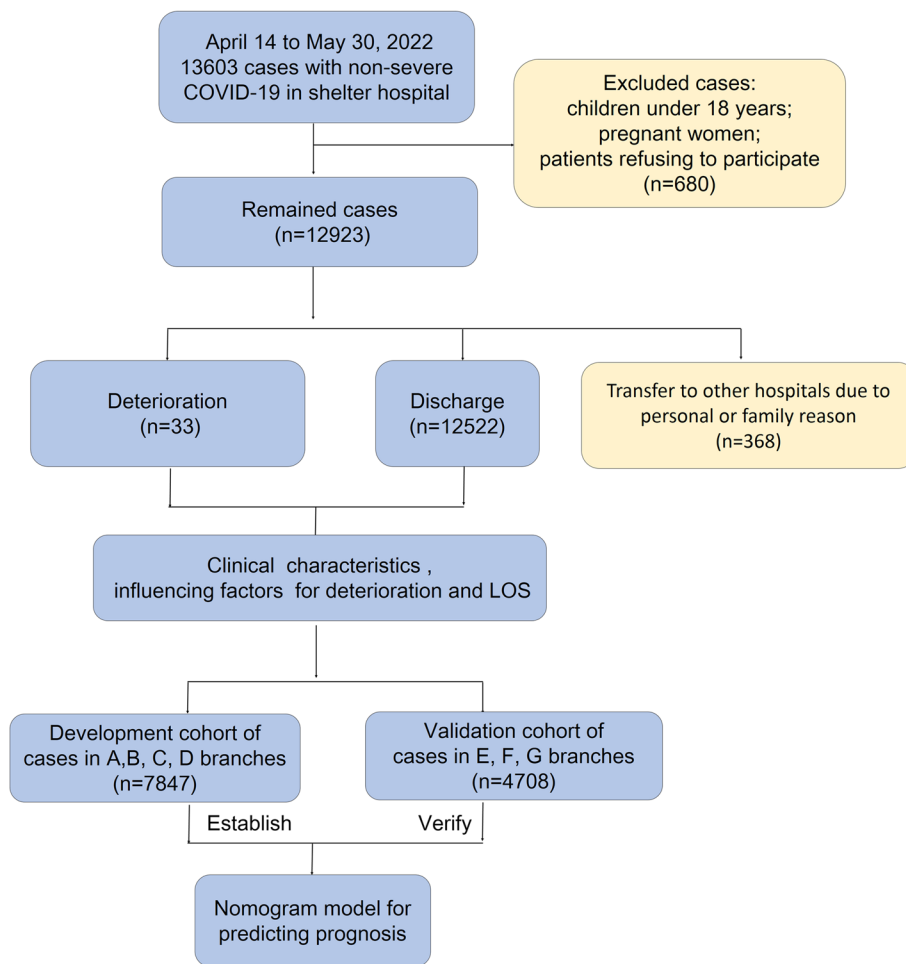 April 14 to May 30, 2022
13603 cases with non-severe
COVID-19 in shelter hospital
Excluded cases:
children under 18 years;
pregnant women;
patients refusing to participate
(n=680)
Remained cases
(n=12923)
Deterioration
(n=33)
Discharge
(n=12522)
Transfer to other hospitals due to
personal or family reason
(n=368)
Clinical characteristics ,
influencing factors for deterioration and LOS
Development cohort of
cases in A,B, C, D branches
(n=7847)
Validation cohort of
cases in E, F, G branches
(n=4708)
Establish
Verify
Nomogram model for
predicting prognosis